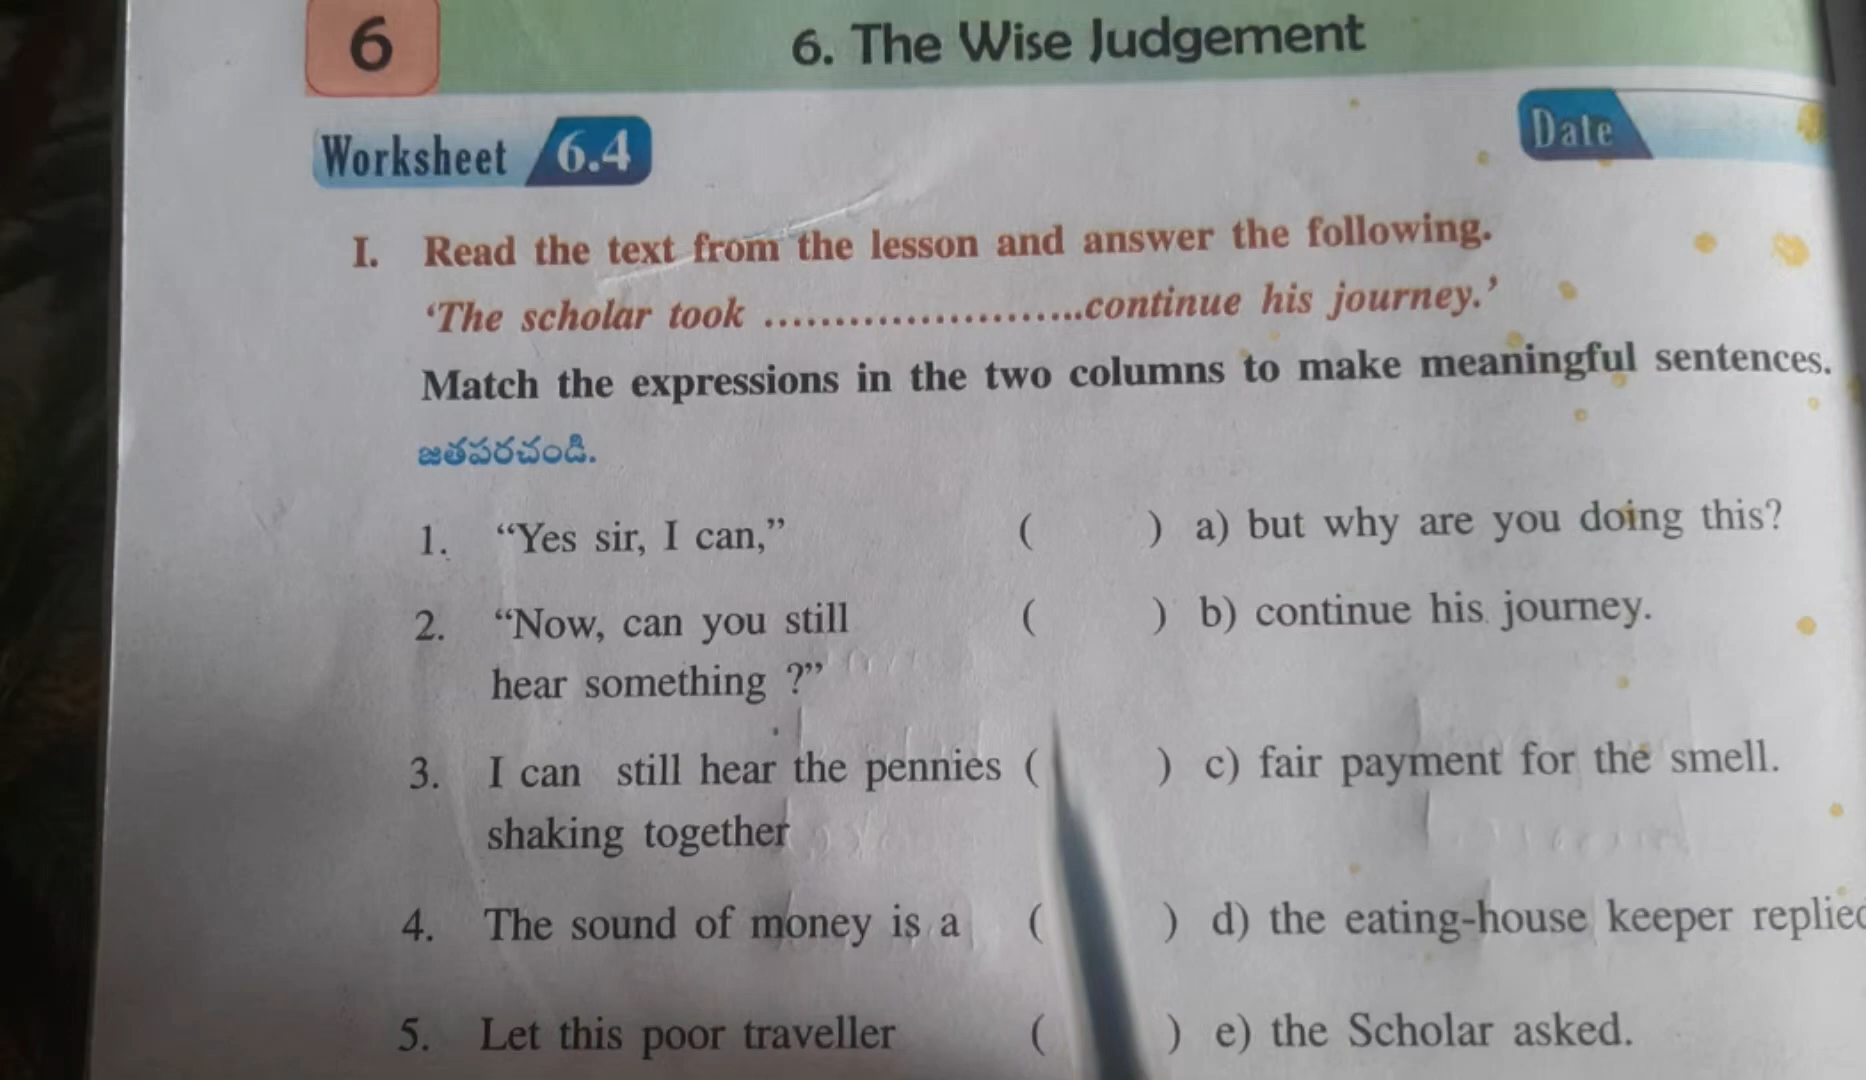 6
6. The Wise Judgement
Worksheet 6.4
Date
I. Read the text from the lesson and answer the following.
‘The scholar took .......................continue his journey.’
Match the expressions in the two columns to make meaningful sentences.
జతపరచండి.
1. “Yes sir, I can,” ( ) a) but why are you doing this?
2. “Now, can you still ( ) b) continue his journey.
hear something ?”
3. I can still hear the pennies ( ) c) fair payment for the smell.
shaking together
4. The sound of money is a ( ) d) the eating-house keeper replied
5. Let this poor traveller ( ) e) the Scholar asked.